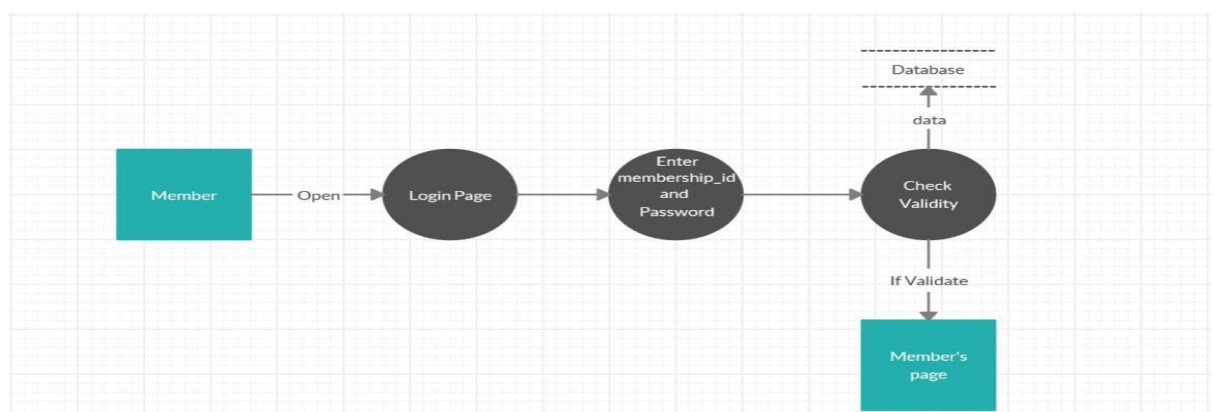 Database
data
Member
Open
Login Page
Enter
membership_id
and
Password
Check
Validity
If Validate
Member's
page